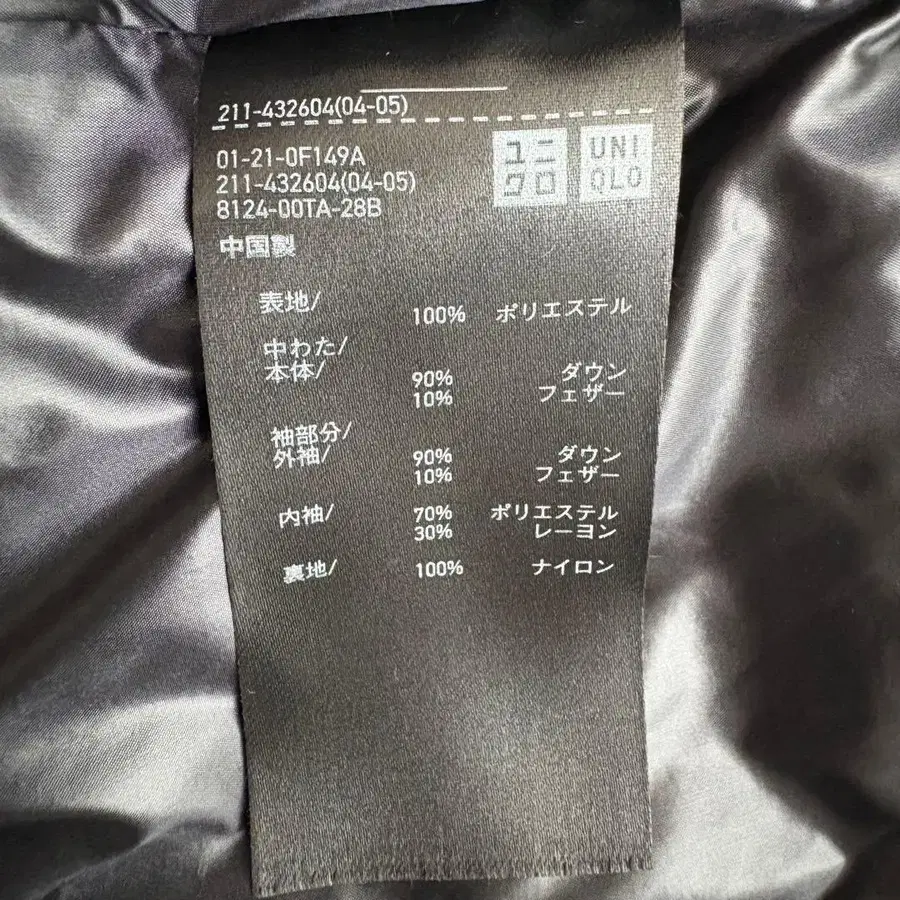 211-432604(04-05)
01-21-0F149A
211-432604(04-05)
8124-00TA-28B
ユニ
クロ
UNI
QLO
中国製
表地/ 100% ポリエステル
中わた/
本体/ 90% ダウン
10% フェザー
袖部分/
外袖/ 90% ダウン
10% フェザー
内袖/ 70% ポリエステル
30% レーヨン
裏地/ 100% ナイロン